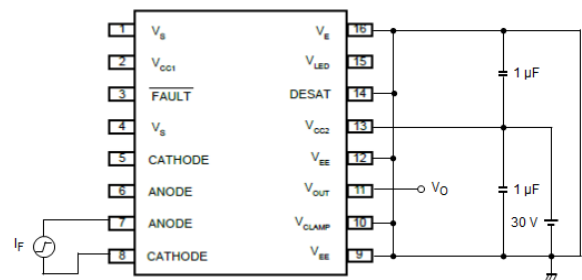 1 V_S V_E 16
2 V_CC1 V_LED 15
3 F̅A̅U̅L̅T̅ DESAT 14
4 V_S V_CC2 13
5 CATHODE V_EE 12
6 ANODE V_OUT 11 V_O
7 ANODE V_CLAMP 10
8 CATHODE V_EE 9
I_F
1 µF
1 µF
30 V